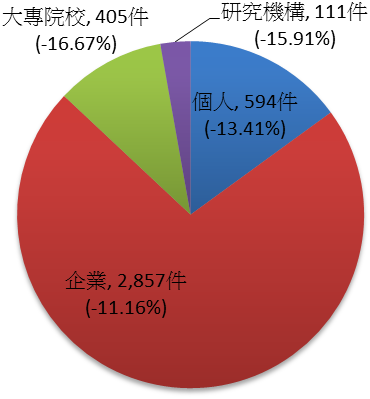 大專院校, 405件
(-16.67%)
研究機構, 111件
(-15.91%)
個人, 594件
(-13.41%)
企業, 2,857件
(-11.16%)